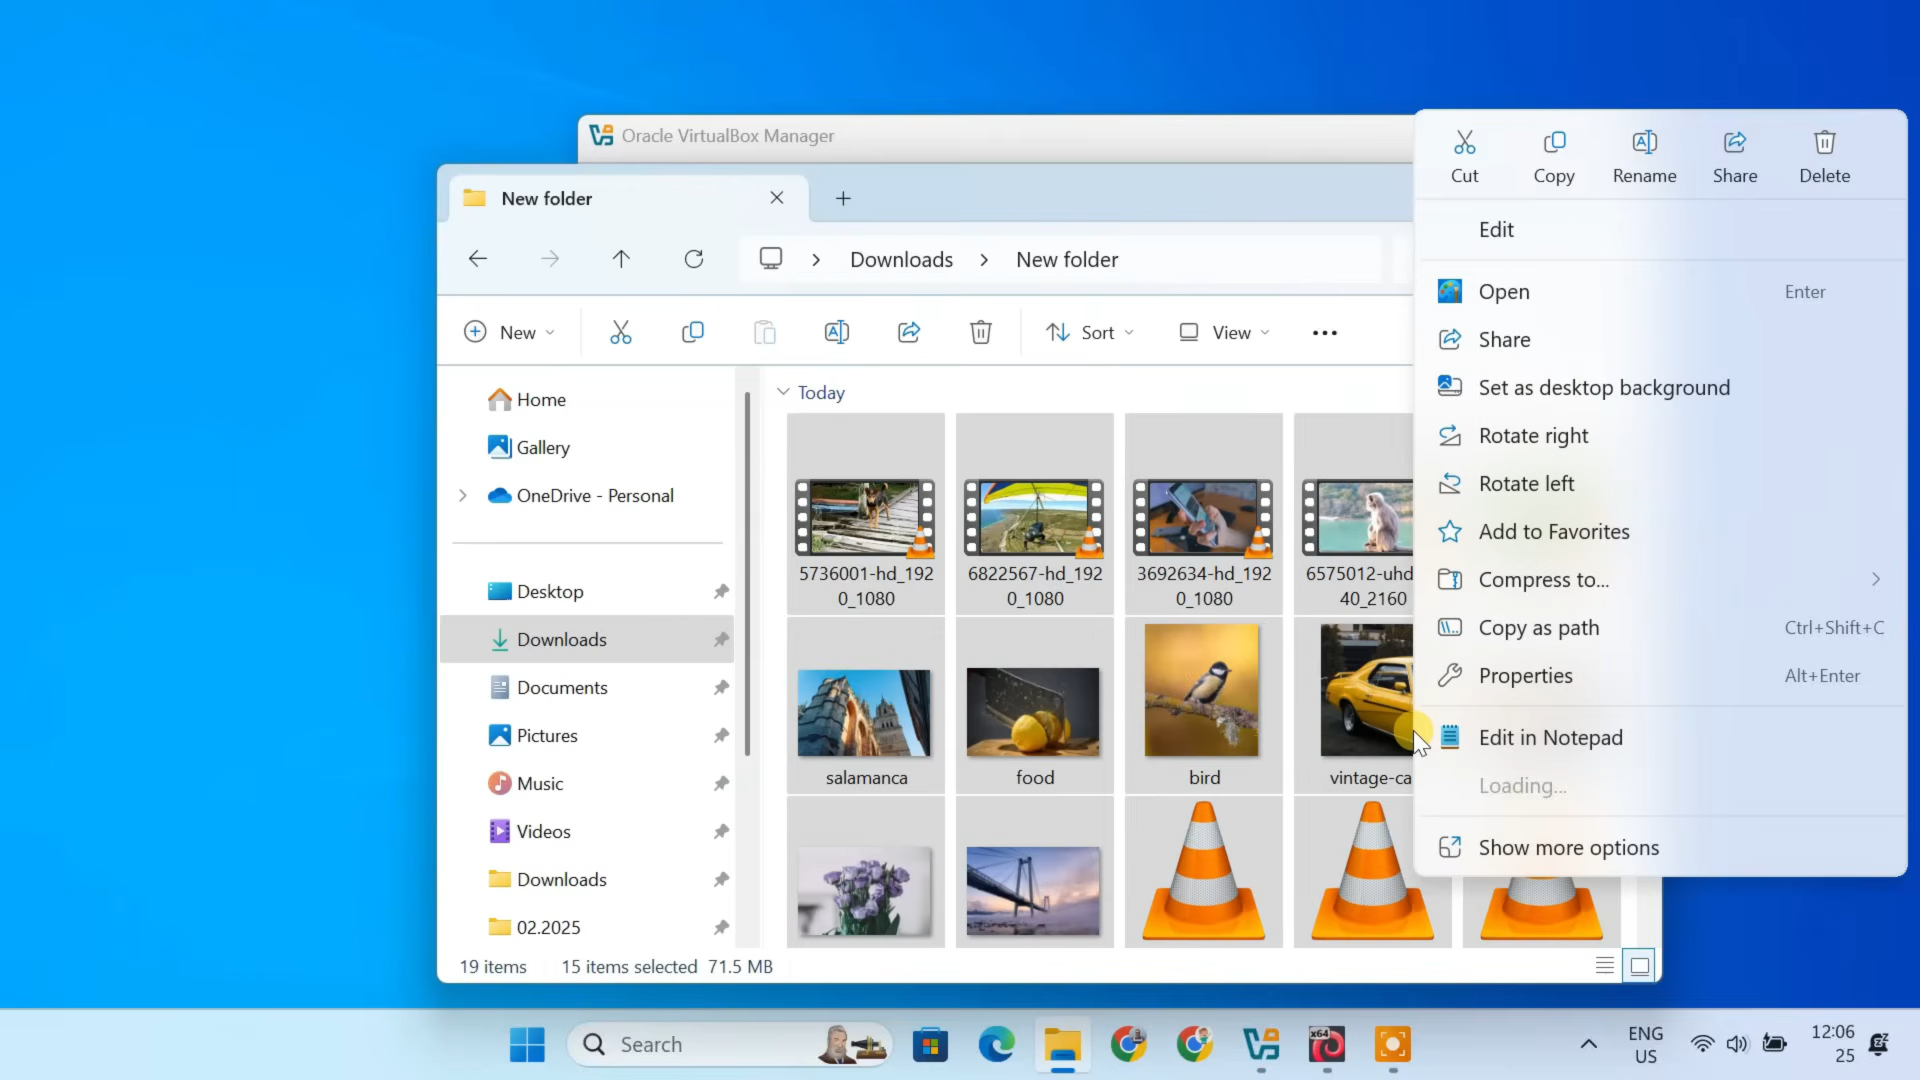 Oracle VirtualBox Manager
New folder
Downloads
New folder
New
Sort
View
Home
Gallery
OneDrive - Personal
Desktop
Downloads
Documents
Pictures
Music
Videos
Downloads
02.2025
Today
5736001-hd_192
0_1080
6822567-hd_192
0_1080
3692634-hd_192
0_1080
6575012-uhd
40_2160
salamanca
food
bird
vintage-ca
19 items
15 items selected 71.5 MB
Cut
Copy
Rename
Share
Delete
Edit
Open Enter
Share
Set as desktop background
Rotate right
Rotate left
Add to Favorites
Compress to...
Copy as path Ctrl+Shift+C
Properties Alt+Enter
Edit in Notepad
Loading...
Show more options
Search
x64
ENG
US
12:06
25